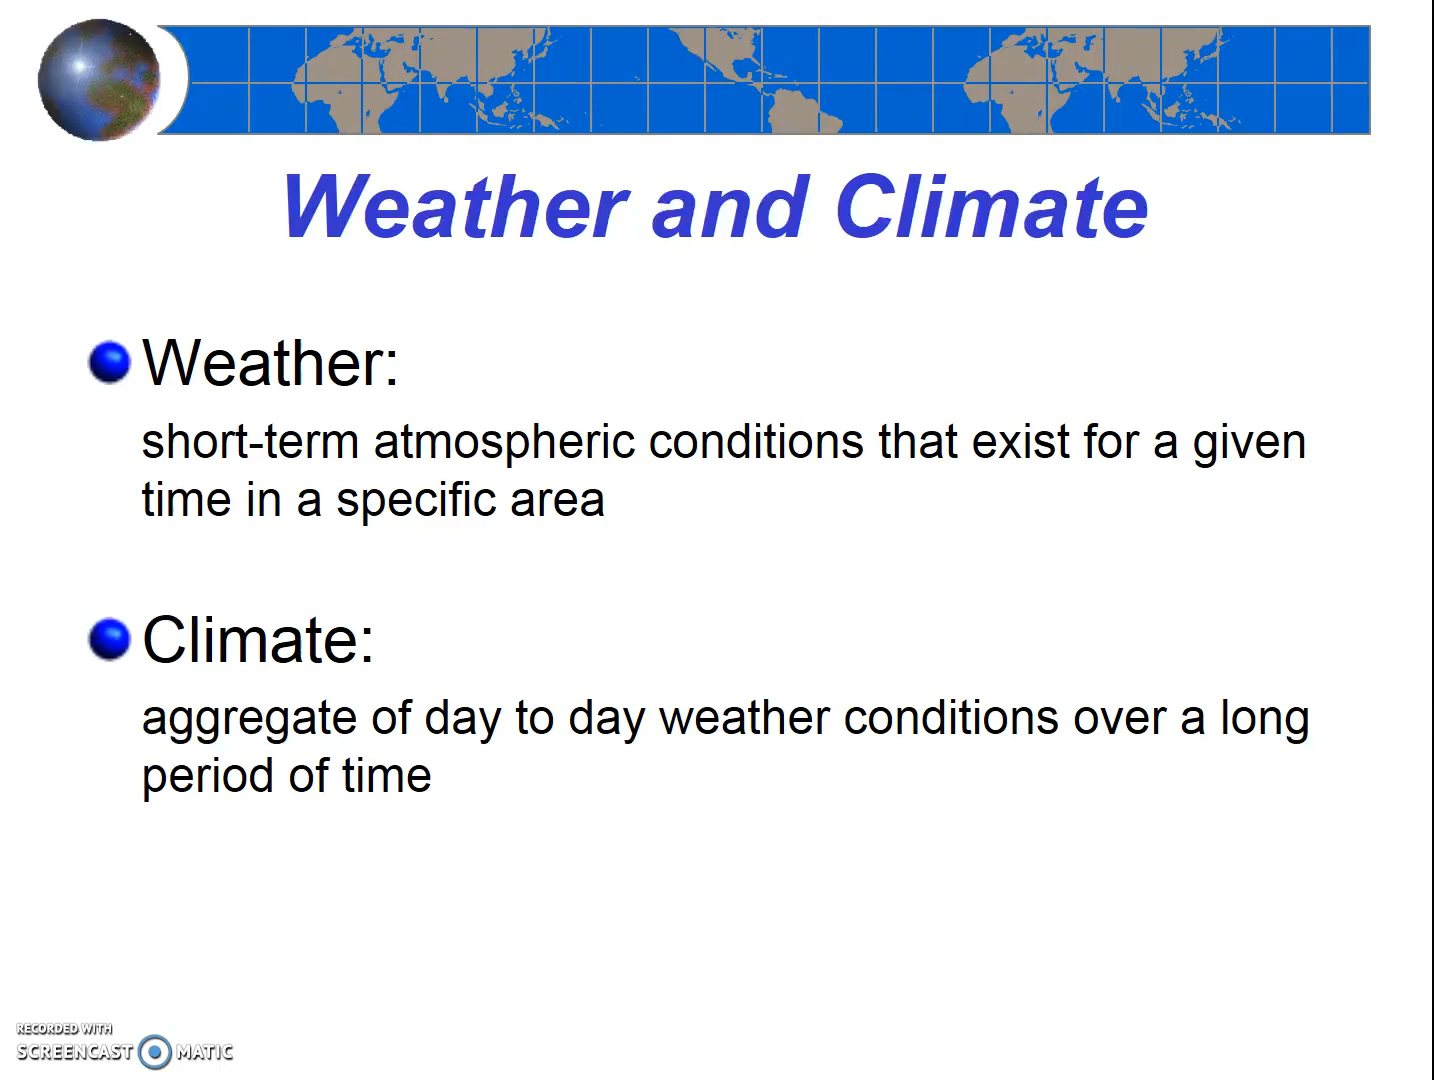 Weather and Climate
Weather:
short-term atmospheric conditions that exist for a given
time in a specific area
Climate:
aggregate of day to day weather conditions over a long
period of time
RECORDED WITH
SCREENCAST MATIC